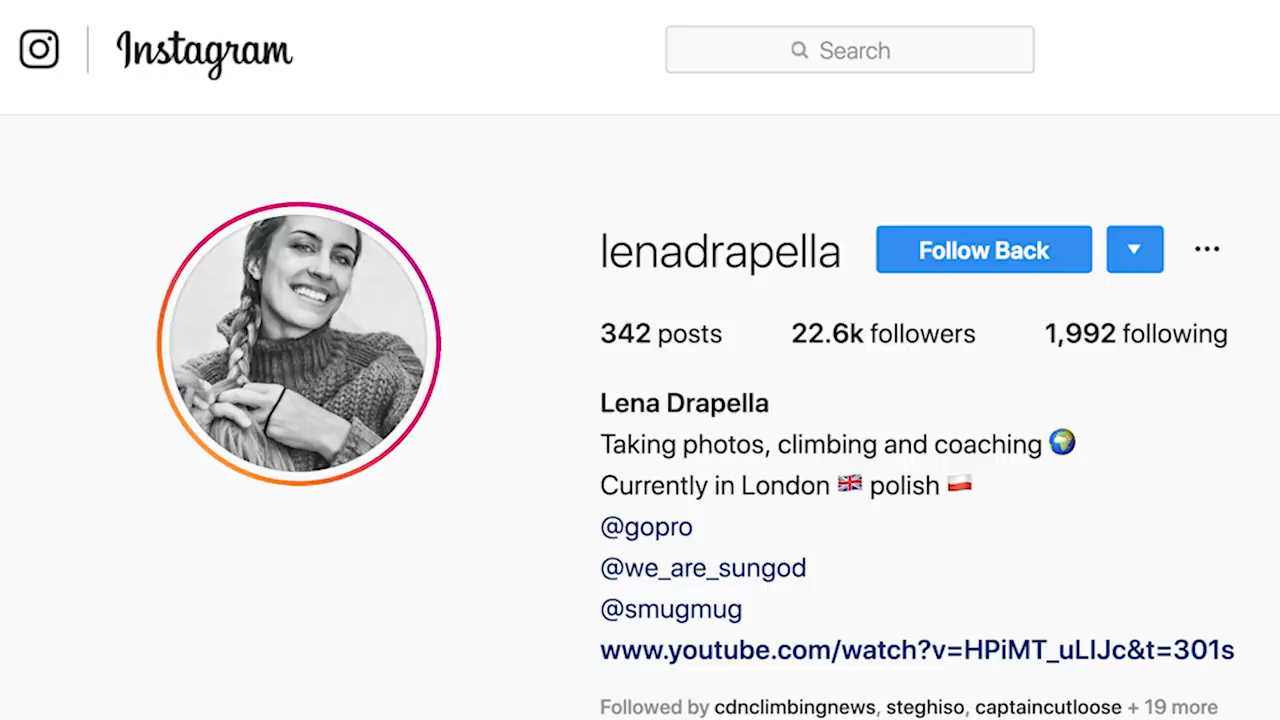 Instagram
Search
lenadrapella Follow Back
342 posts 22.6k followers 1,992 following
Lena Drapella
Taking photos, climbing and coaching 🌍
Currently in London 🇬🇧 polish 🇵🇱
@gopro
@we_are_sungod
@smugmug
www.youtube.com/watch?v=HPiMT_uLlJc&t=301s
Followed by cdnclimbingnews, steghiso, captaincutloose + 19 more